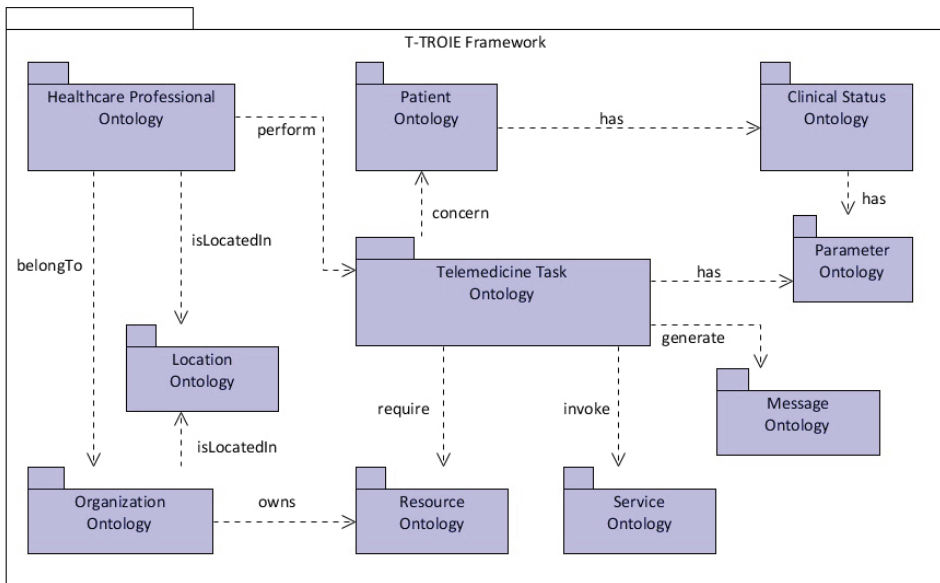 T-TROIE Framework
Healthcare Professional
Ontology
perform
Patient
Ontology
has
Clinical Status
Ontology
concern
has
isLocatedIn
belongTo
Telemedicine Task
Ontology
has
Parameter
Ontology
generate
Location
Ontology
require
invoke
Message
Ontology
isLocatedIn
Organization
Ontology
owns
Resource
Ontology
Service
Ontology